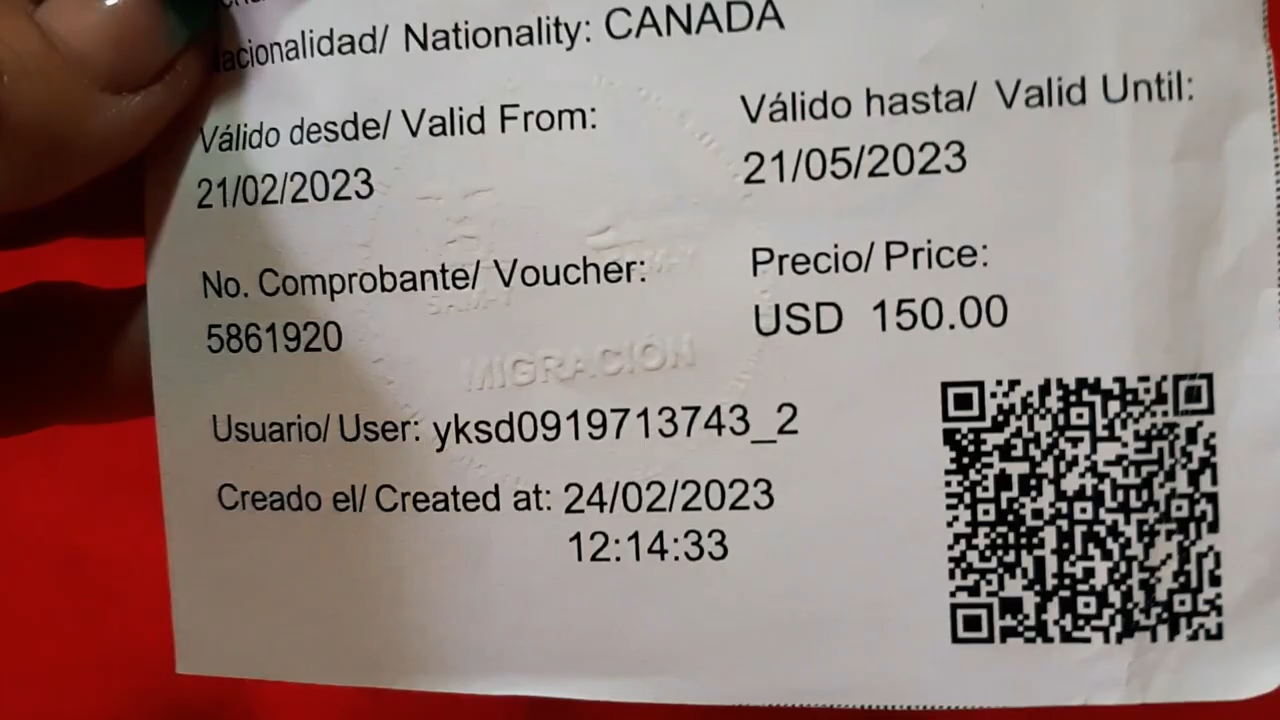 Nacionalidad/ Nationality: CANADA
Válido desde/ Valid From:
21/02/2023
Válido hasta/ Valid Until:
21/05/2023
No. Comprobante/ Voucher:
5861920
Precio/ Price:
USD 150.00
MIGRACIÓN
Usuario/ User: yksd0919713743_2
Creado el/ Created at: 24/02/2023
12:14:33